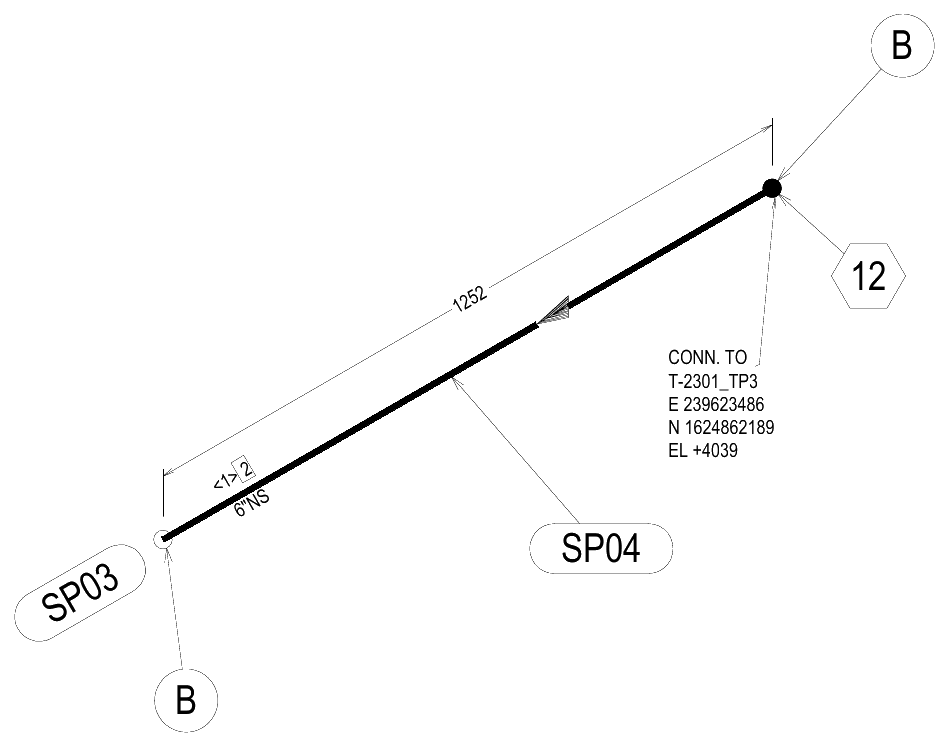 B
12
1252
CONN. TO
T-2301_TP3
E 239623486
N 1624862189
EL +4039
<1> 2
6"NS
SP04
SP03
B